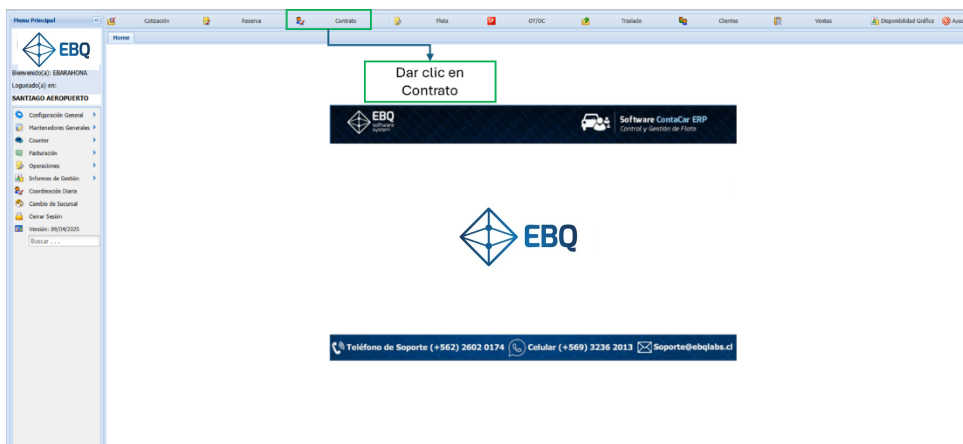 Menu Principal
Cotización
Reserva
Contrato
Flota
OT/OC
Traslado
Clientes
Ventas
Disponibilidad Gráfica
Home
EBQ
Bienvenido(a): EBARAHONA
Logueado(a) en:
SANTIAGO AEROPUERTO
Configuración General
Mantenedores Generales
Counter
Facturación
Operaciones
Informes de Gestión
Coordinación Diaria
Cambio de Sucursal
Cerrar Sesión
Versión: 09/04/2025
Buscar . . .
Dar clic en
Contrato
EBQ
software
system
Software ContaCar ERP
Control y Gestión de Flota
EBQ
Teléfono de Soporte (+562) 2602 0174 Celular (+569) 3236 2013 Soporte@ebqlabs.cl